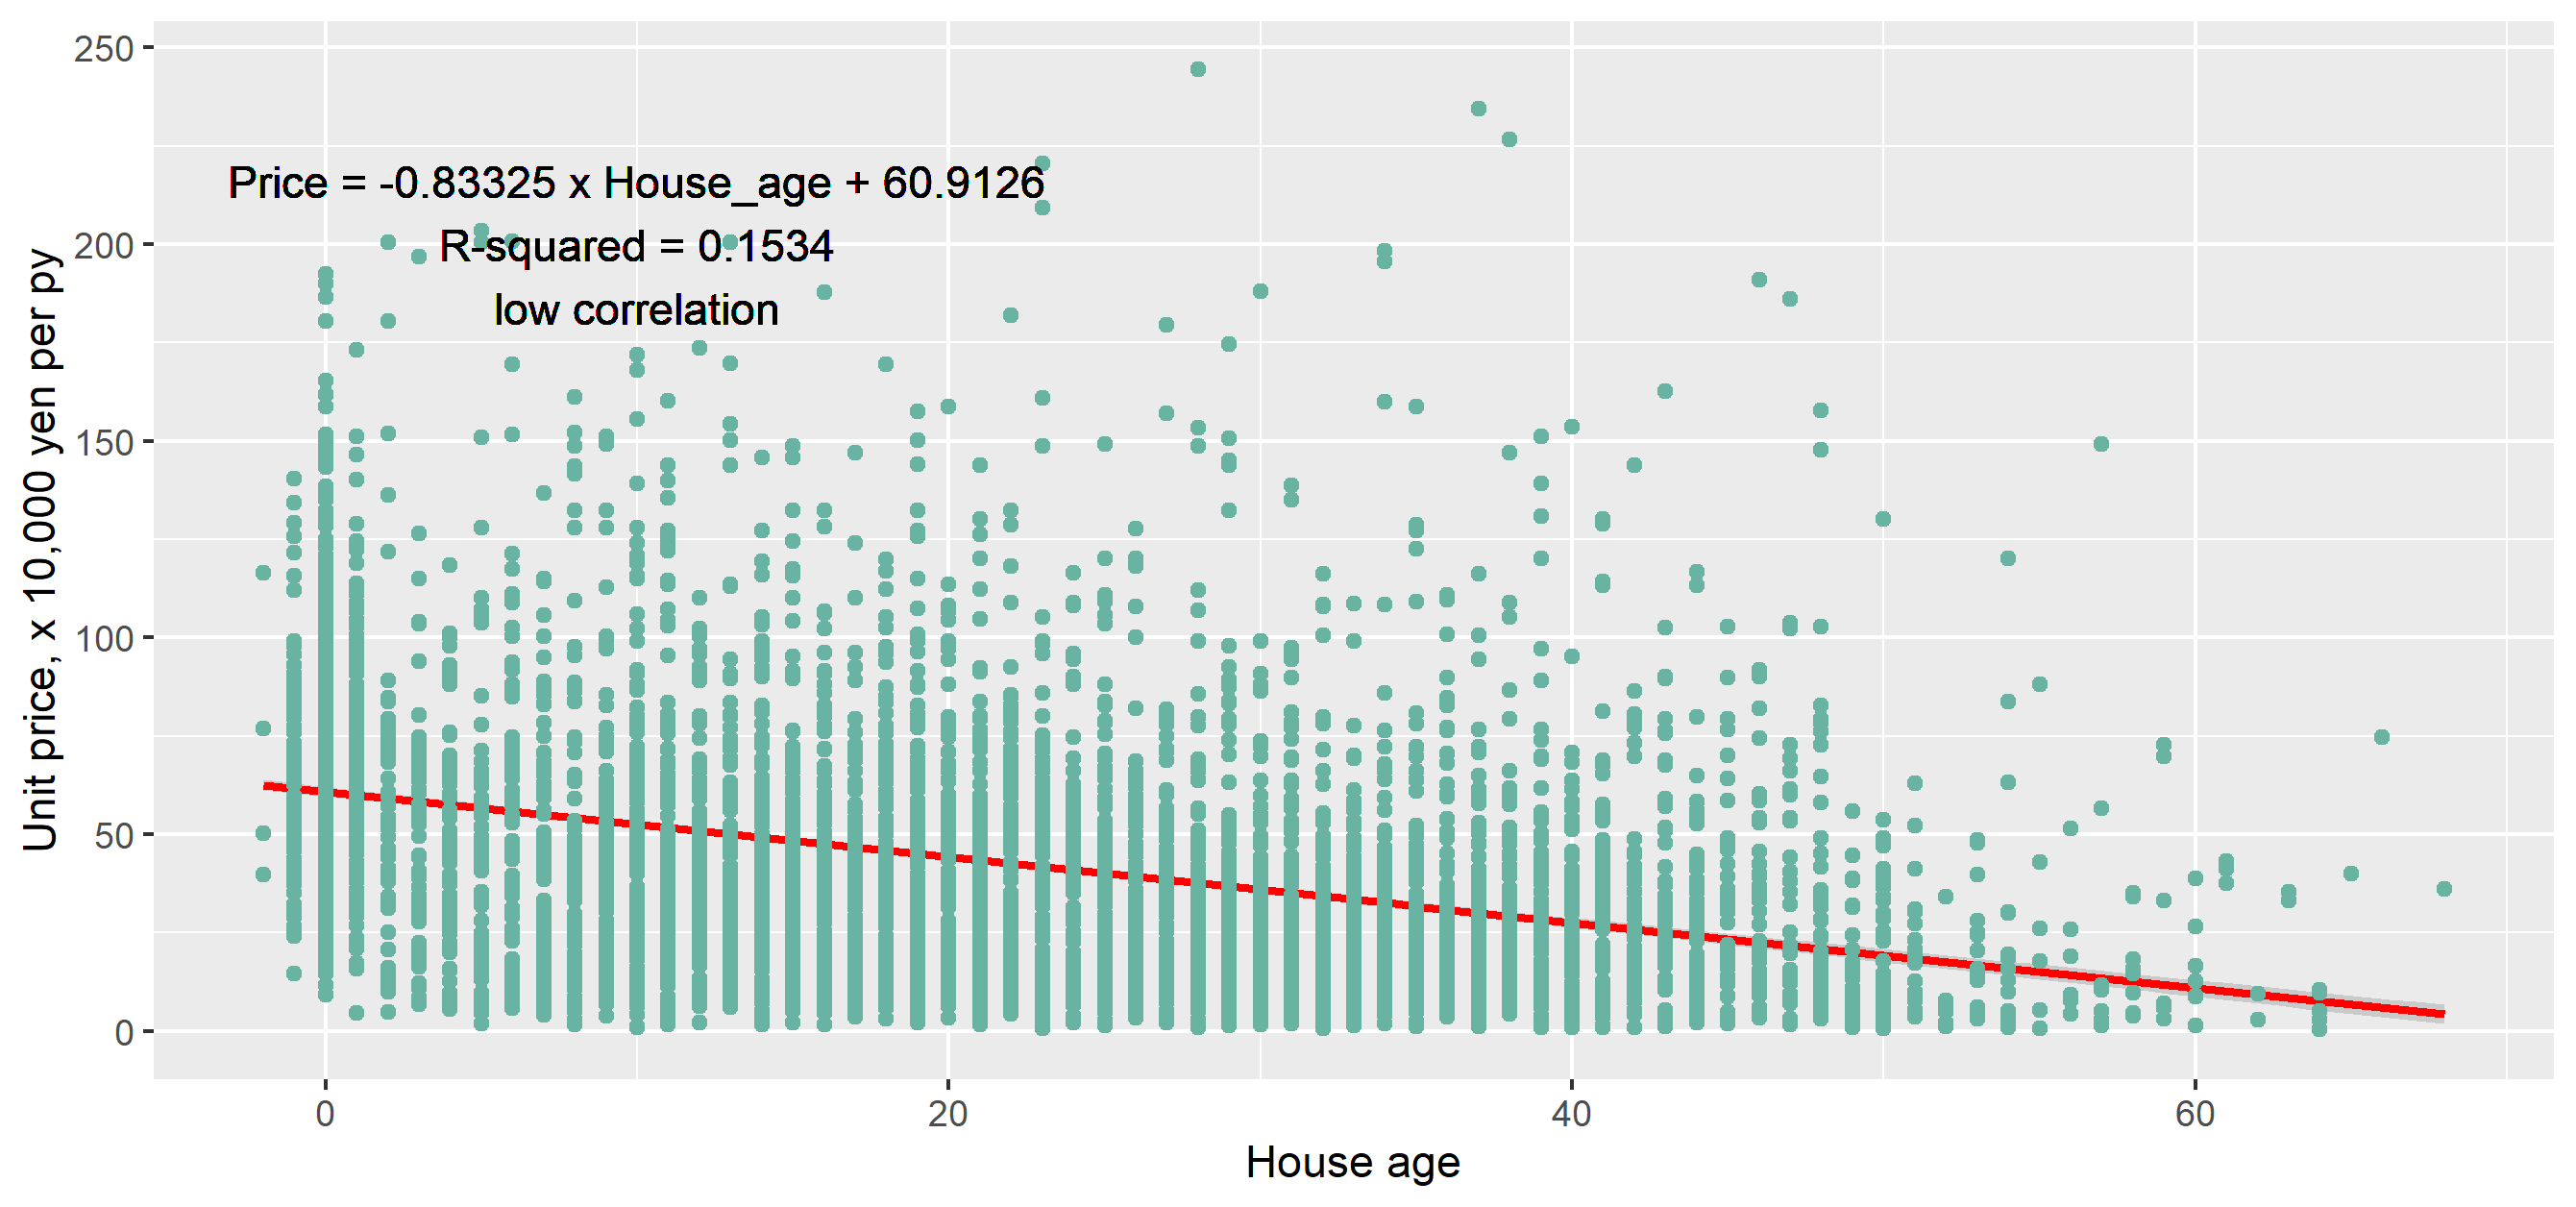 250
200
150
100
50
0
Unit price, x 10,000 yen per py
Price = -0.83325 x House_age + 60.9126
R-squared = 0.1534
low correlation
0 20 40 60
House age